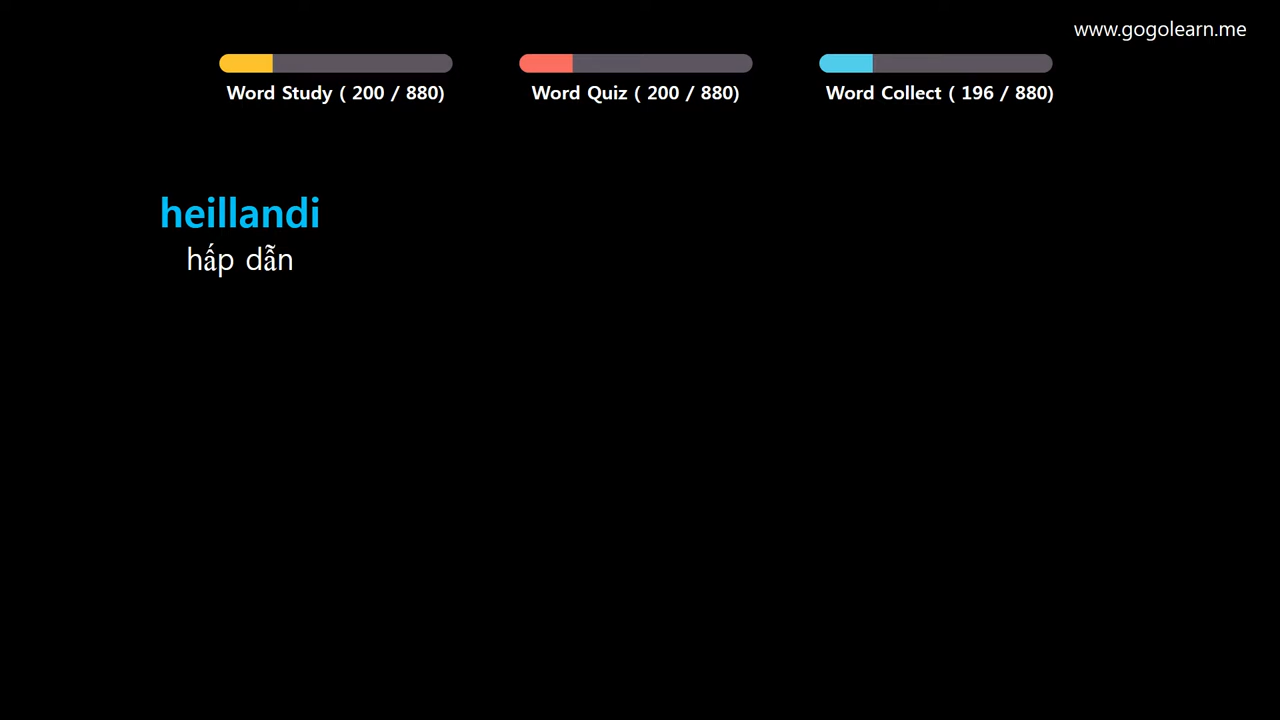 www.gogolearn.me
Word Study ( 200 / 880)
Word Quiz ( 200 / 880)
Word Collect ( 196 / 880)
heillandi
hấp dẫn